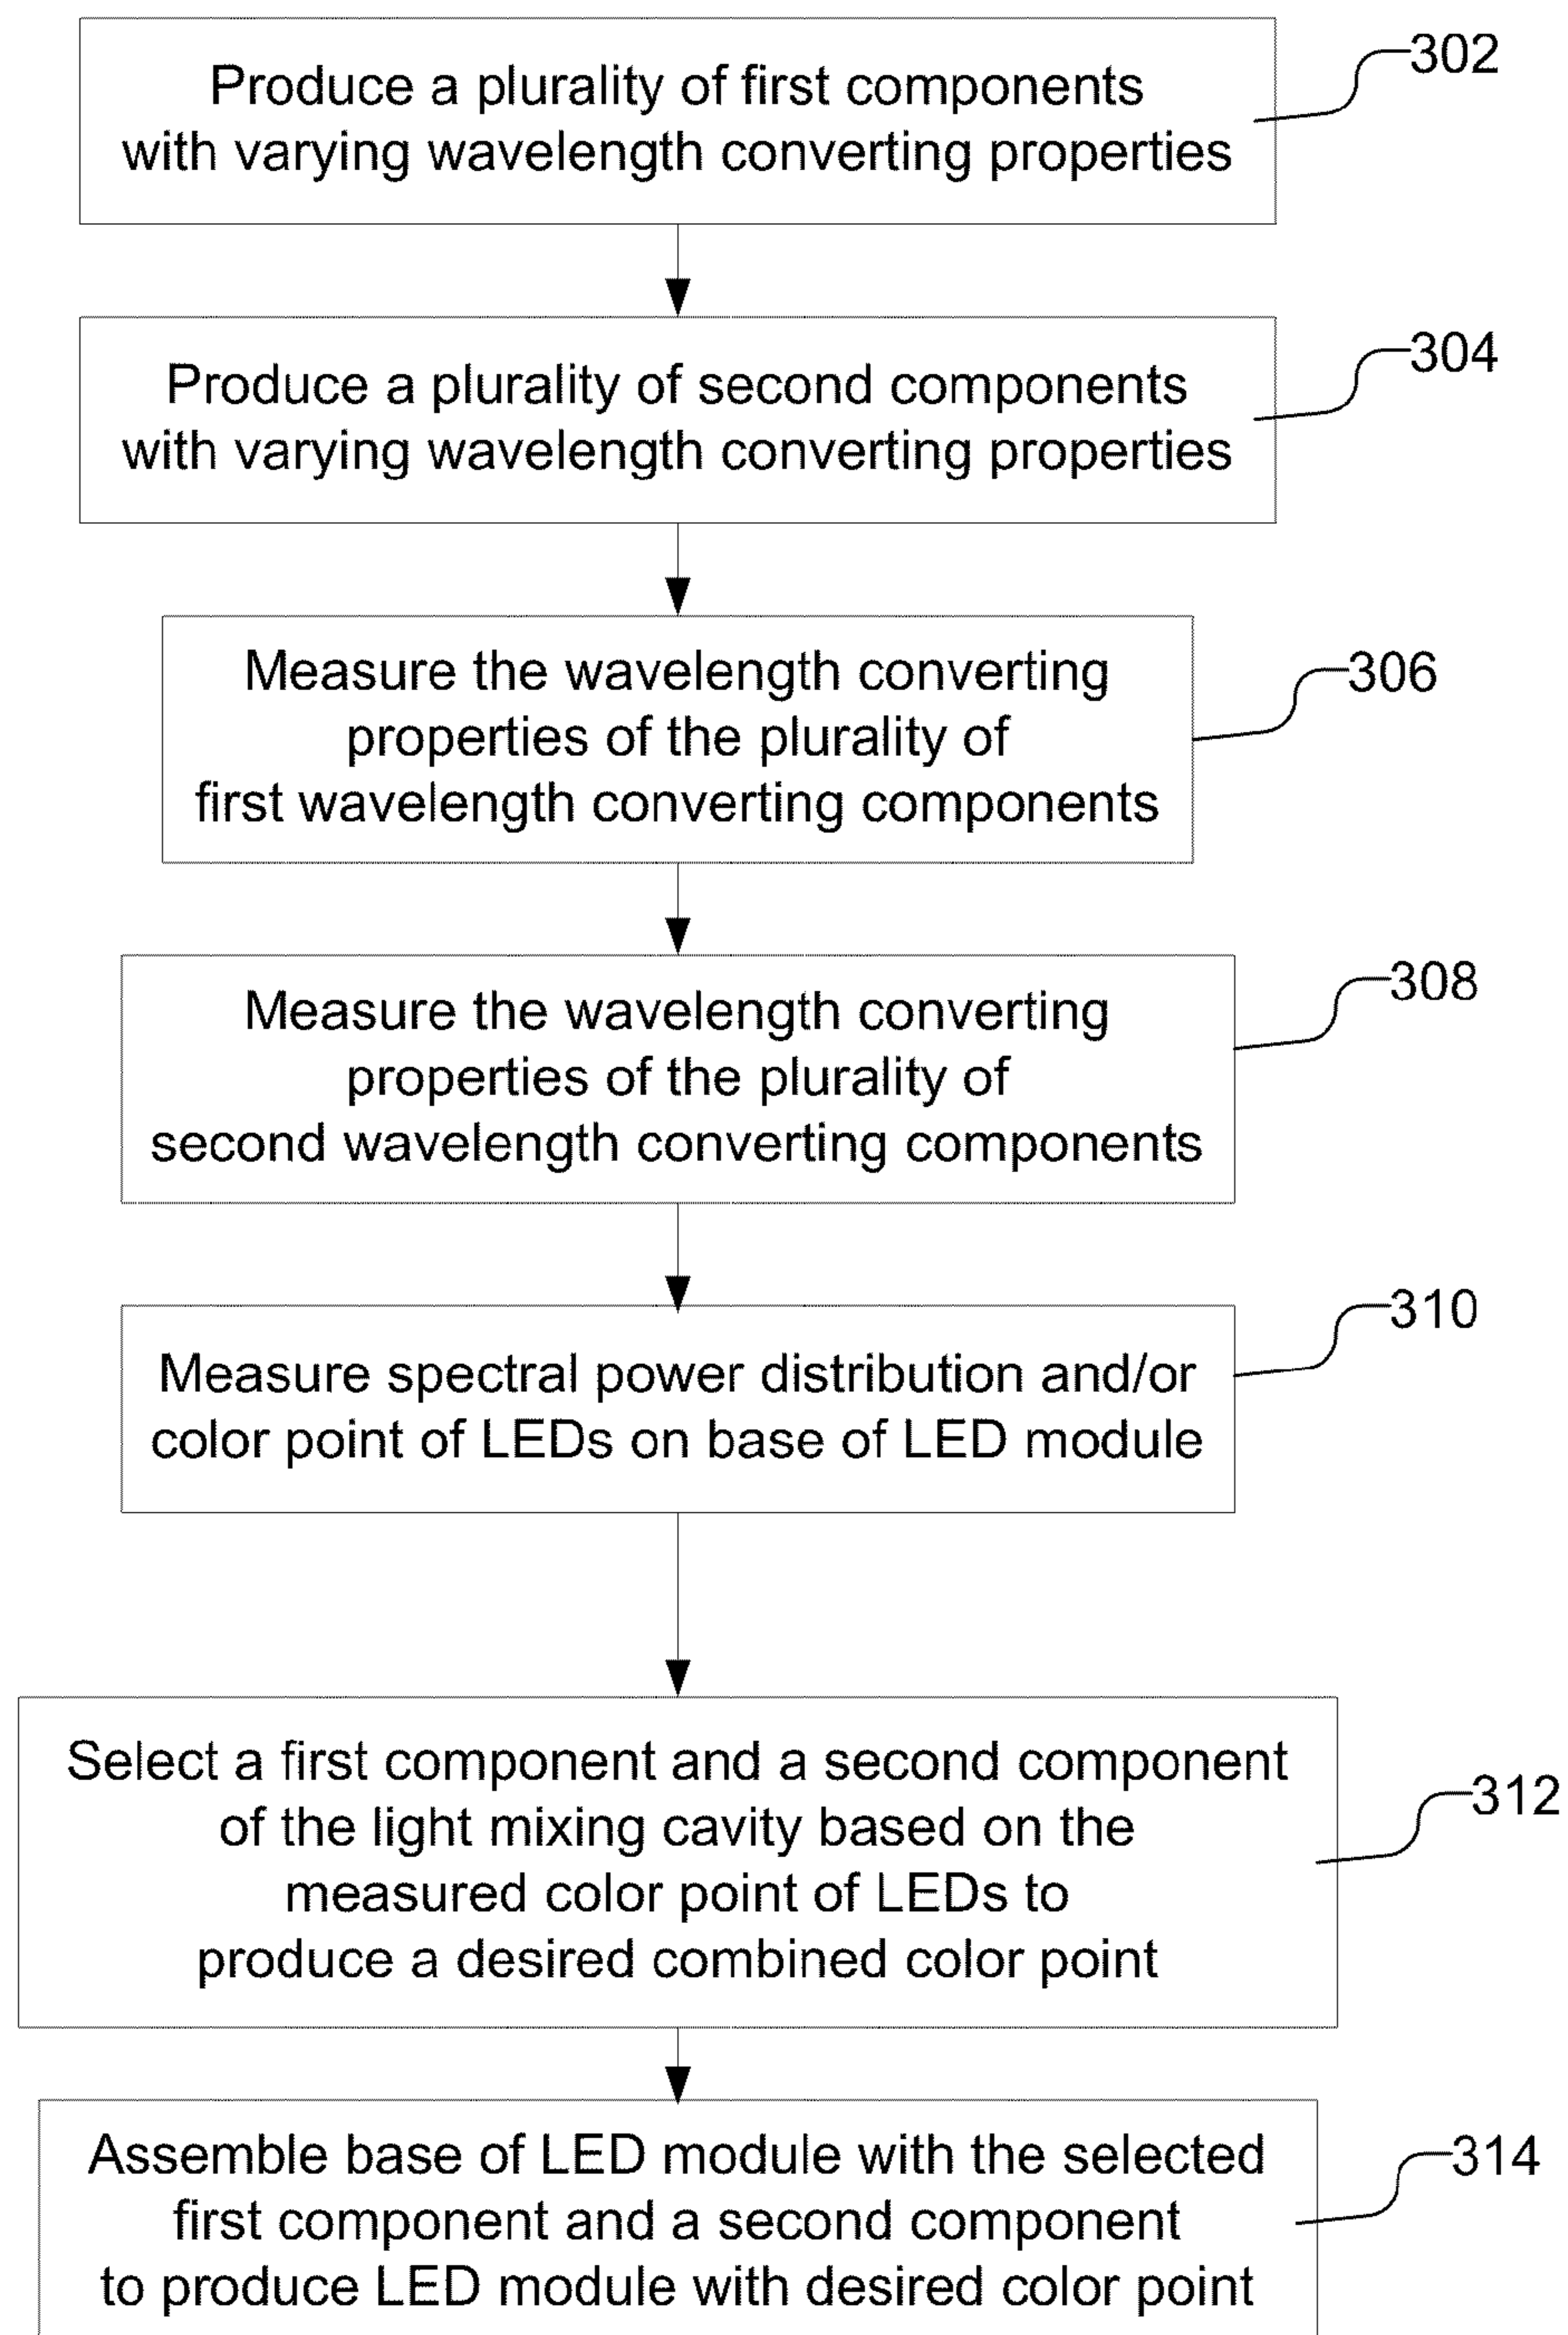 Produce a plurality of first components
with varying wavelength converting properties
302
Produce a plurality of second components
with varying wavelength converting properties
304
Measure the wavelength converting
properties of the plurality of
first wavelength converting components
306
Measure the wavelength converting
properties of the plurality of
second wavelength converting components
308
Measure spectral power distribution and/or
color point of LEDs on base of LED module
310
Select a first component and a second component
of the light mixing cavity based on the
measured color point of LEDs to
produce a desired combined color point
312
Assemble base of LED module with the selected
first component and a second component
to produce LED module with desired color point
314